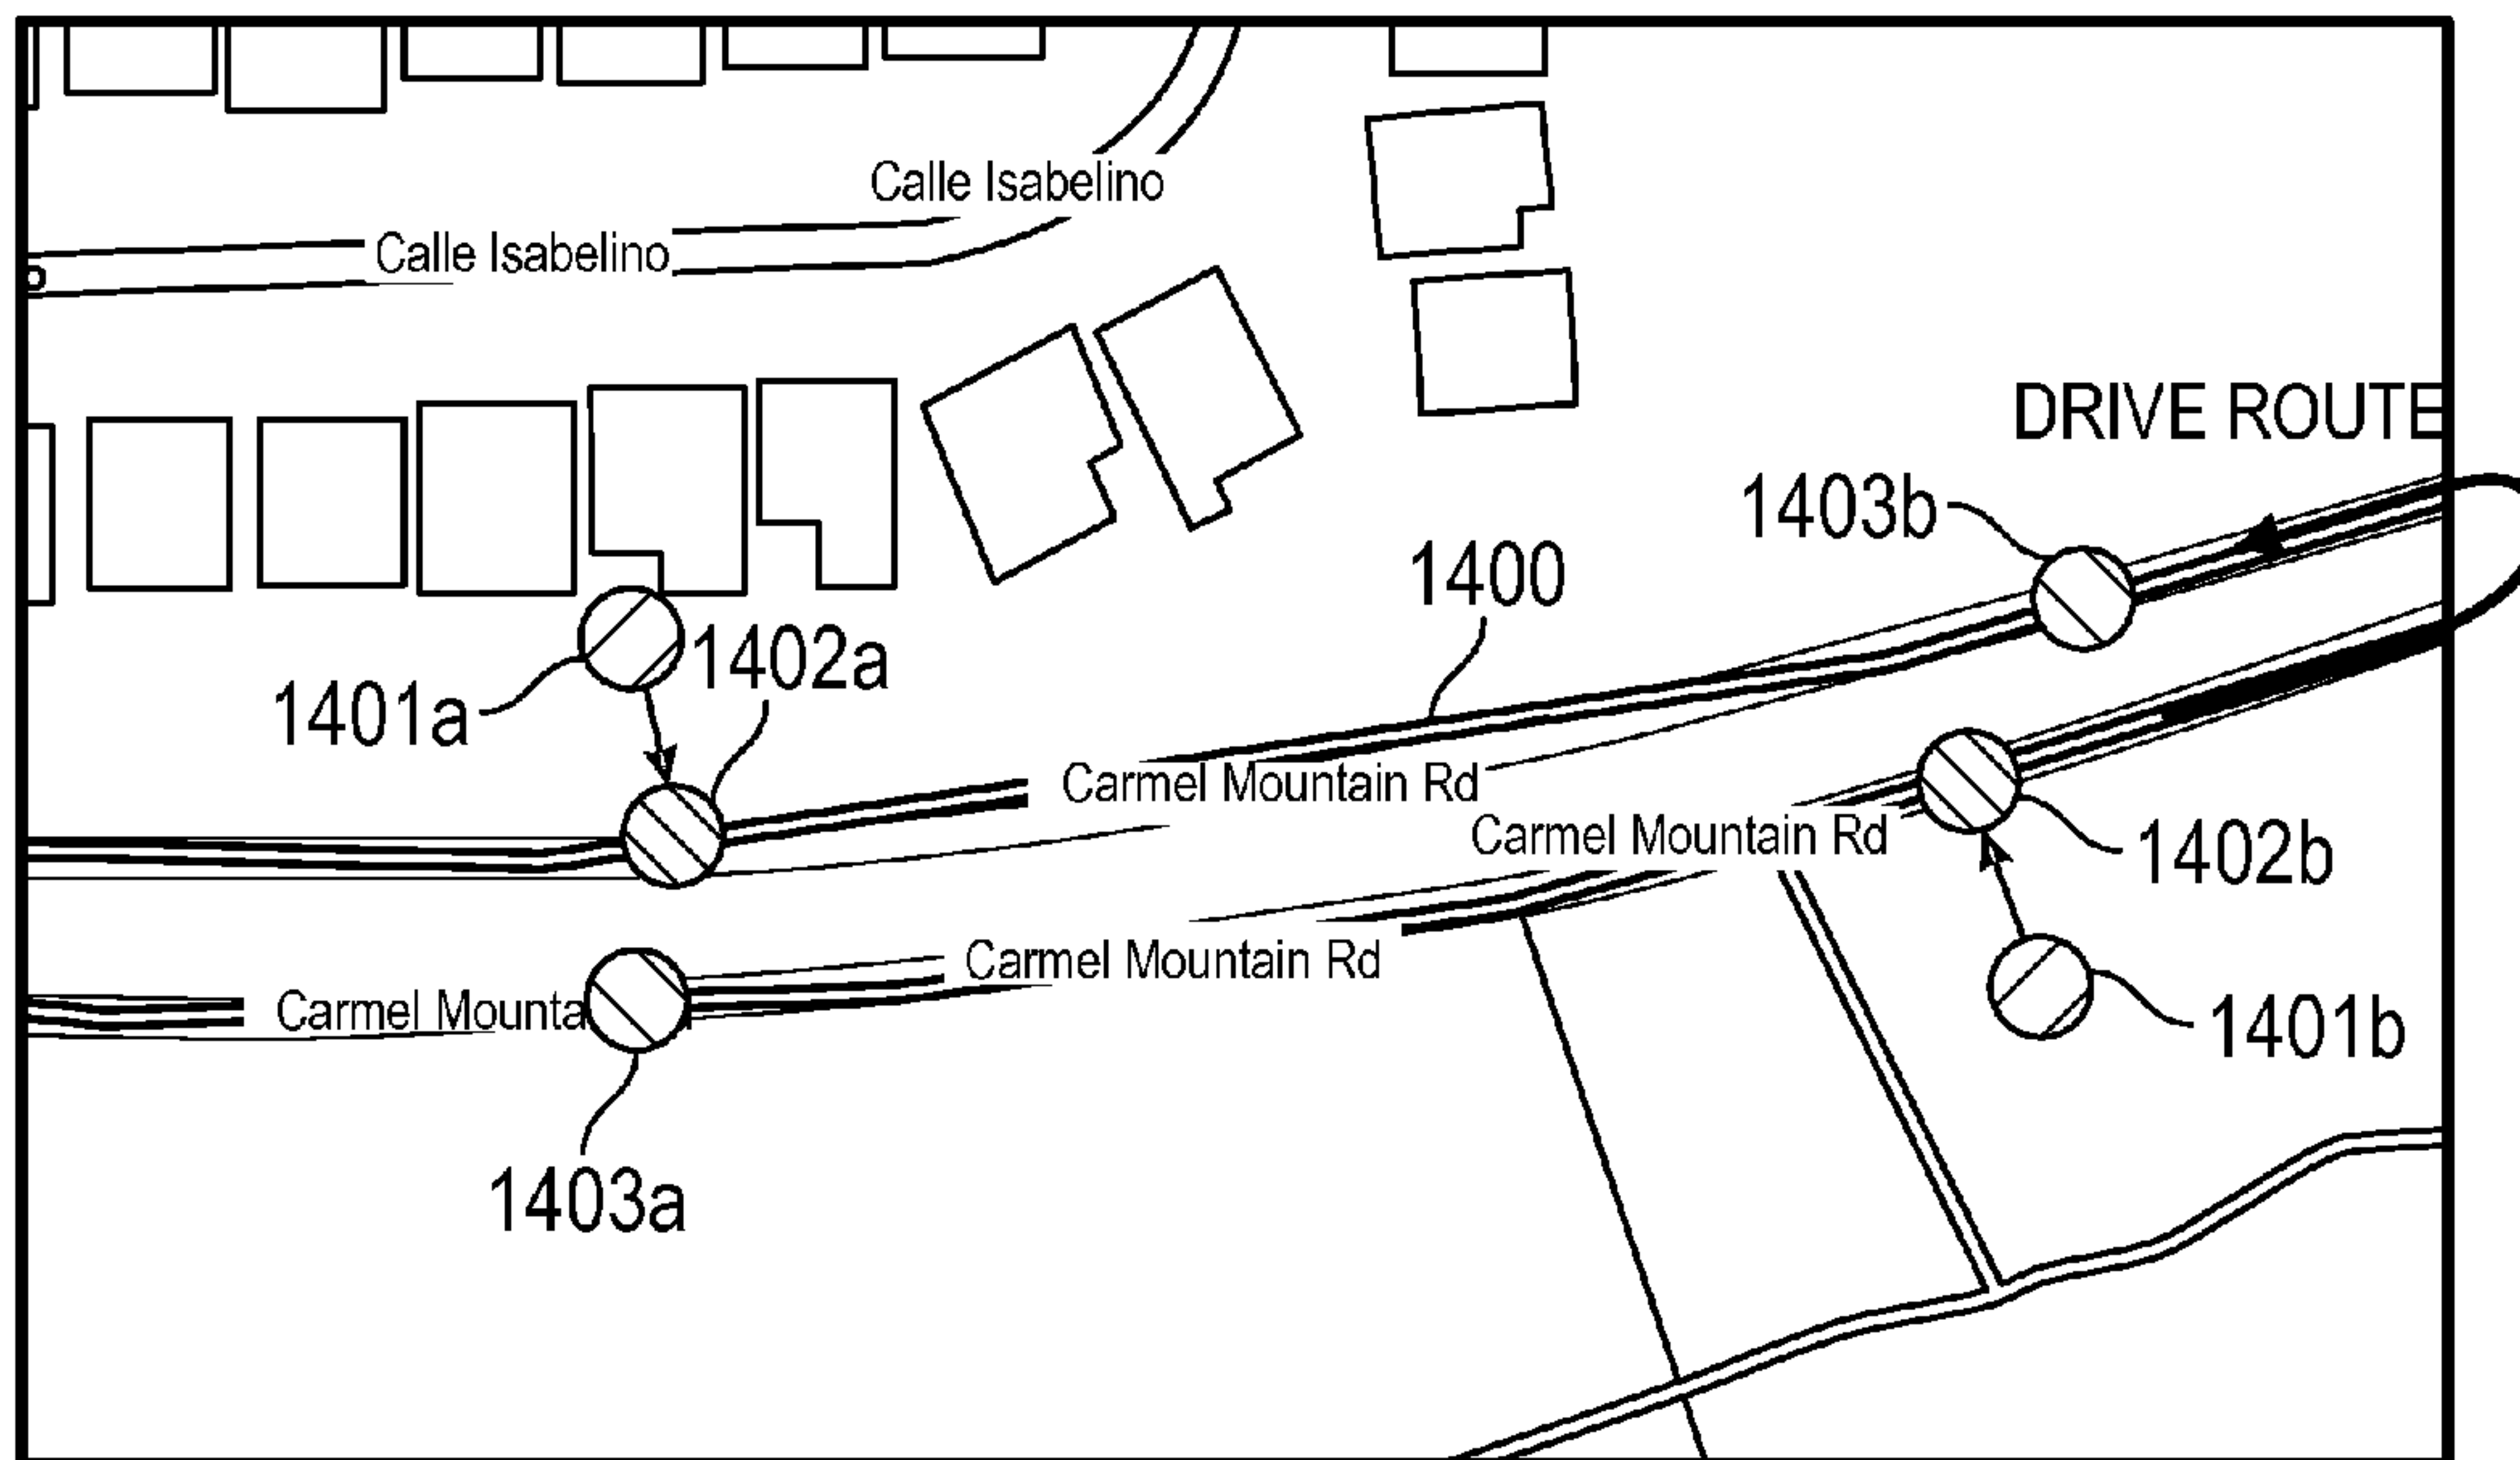 Calle Isabelino
Calle Isabelino
DRIVE ROUTE
1403b
1400
1402a
1401a
Carmel Mountain Rd
Carmel Mountain Rd
1402b
Carmel Mountain Rd
Carmel Mounta
1401b
1403a